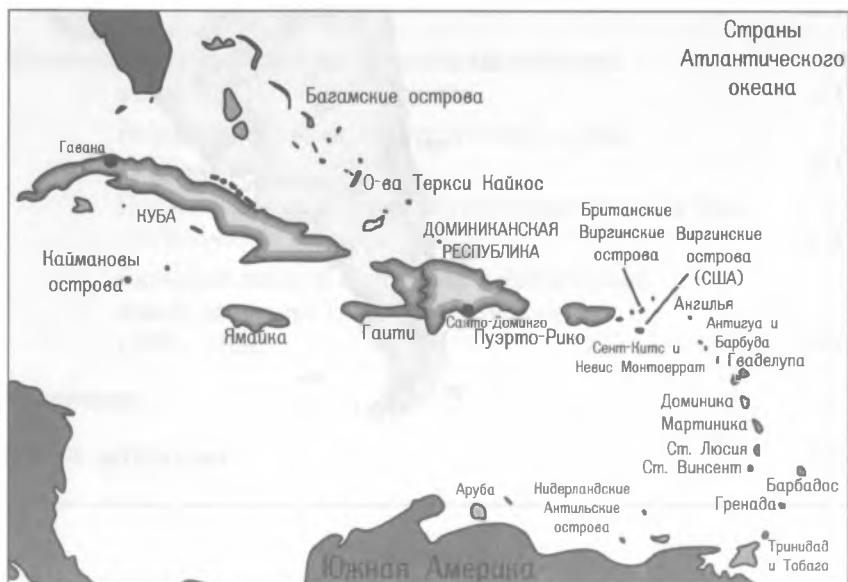 Страны
Атлантического
океана
Багамские острова
Гавана
О-ва Теркси Кайкос
КУБА
ДОМИНИКАНСКАЯ
РЕСПУБЛИКА
Британские
Виргинские
острова
Виргинские
острова
(США)
Каймановы
острова
Ямайка
Гаити
Санто-Доминго
Пуэрто-Рико
Ангилья
Антигуа и
Барбуда
Сент-Китс и
Невис Монтоеррат
Гваделупа
Доминика
Мартиника
Ст. Люсия
Ст. Винсент
Барбадос
Гренада
Аруба
Нидерландские
Антильские
острова
Тринидад
и Тобага
Южная Америка